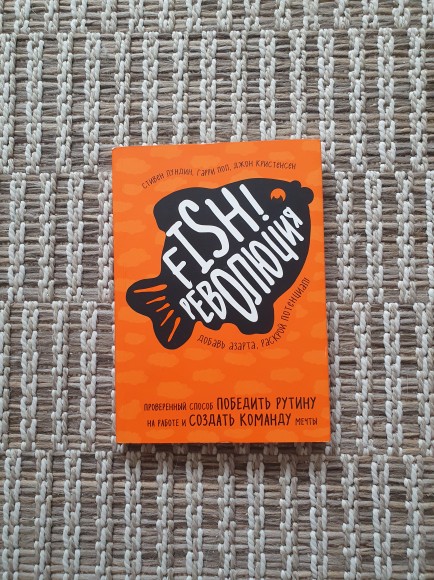 СТИВЕН ЛУНДИН, ГАРРИ ПОЛ, ДЖОН КРИСТЕНСЕН
FISH!
РЕВОЛЮЦИЯ
ДОБАВЬ АЗАРТА, РАСКРОЙ ПОТЕНЦИАЛ!
ПРОВЕРЕННЫЙ СПОСОБ ПОБЕДИТЬ РУТИНУ
НА РАБОТЕ И СОЗДАТЬ КОМАНДУ МЕЧТЫ